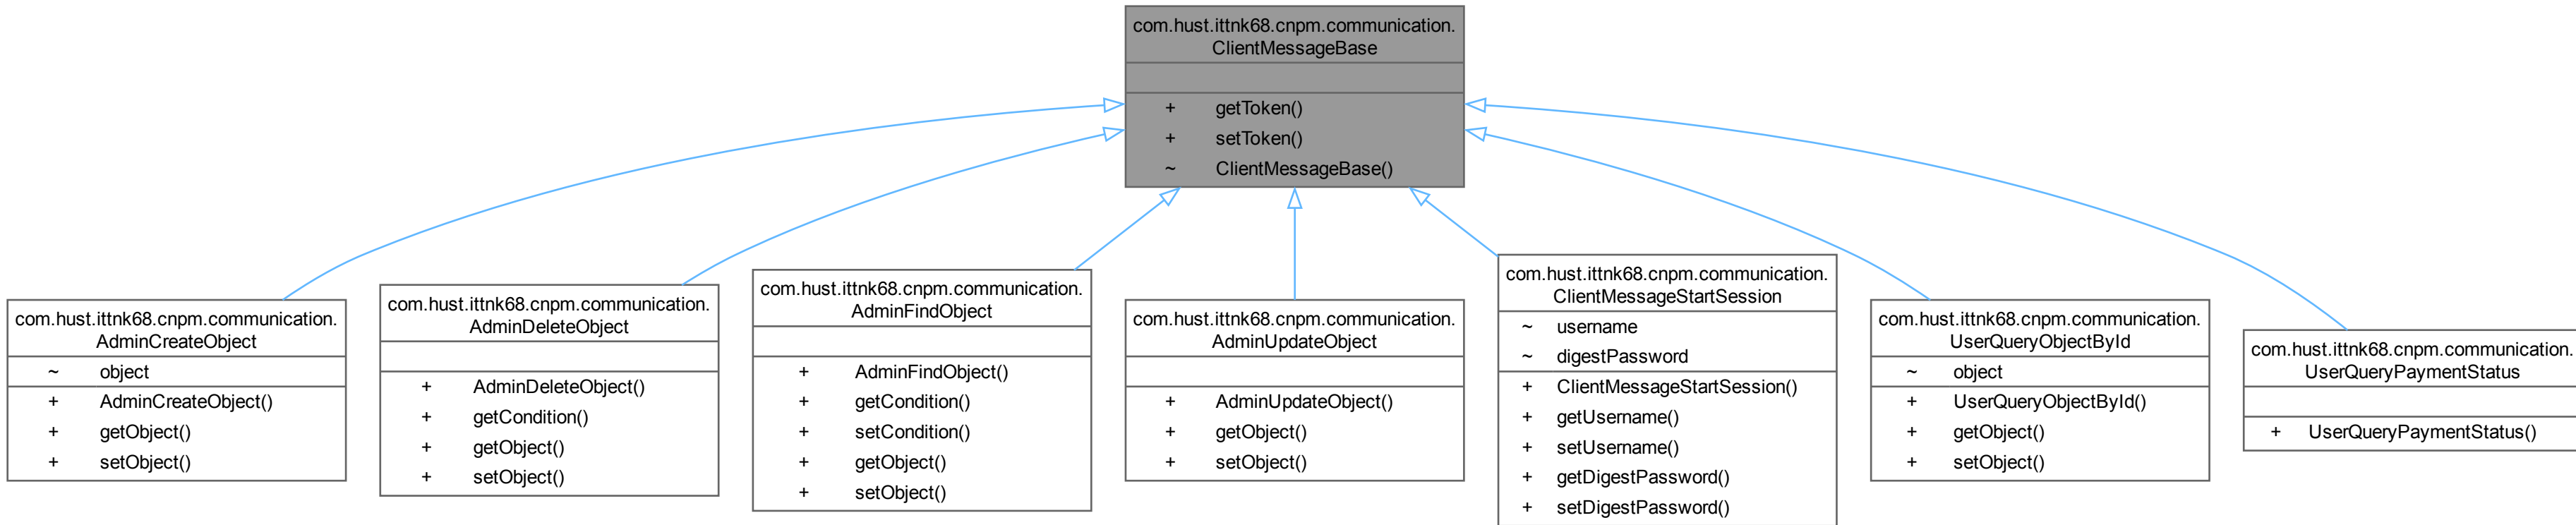 com.hust.ittnk68.cnpm.communication.
ClientMessageBase
+ getToken()
+ setToken()
~ ClientMessageBase()
com.hust.ittnk68.cnpm.communication.
AdminCreateObject
~ object
+ AdminCreateObject()
+ getObject()
+ setObject()
com.hust.ittnk68.cnpm.communication.
AdminDeleteObject
+ AdminDeleteObject()
+ getCondition()
+ getObject()
+ setObject()
com.hust.ittnk68.cnpm.communication.
AdminFindObject
+ AdminFindObject()
+ getCondition()
+ setCondition()
+ getObject()
+ setObject()
com.hust.ittnk68.cnpm.communication.
AdminUpdateObject
+ AdminUpdateObject()
+ getObject()
+ setObject()
com.hust.ittnk68.cnpm.communication.
ClientMessageStartSession
~ username
~ digestPassword
+ ClientMessageStartSession()
+ getUsername()
+ setUsername()
+ getDigestPassword()
+ setDigestPassword()
com.hust.ittnk68.cnpm.communication.
UserQueryObjectById
~ object
+ UserQueryObjectById()
+ getObject()
+ setObject()
com.hust.ittnk68.cnpm.communication.
UserQueryPaymentStatus
+ UserQueryPaymentStatus()